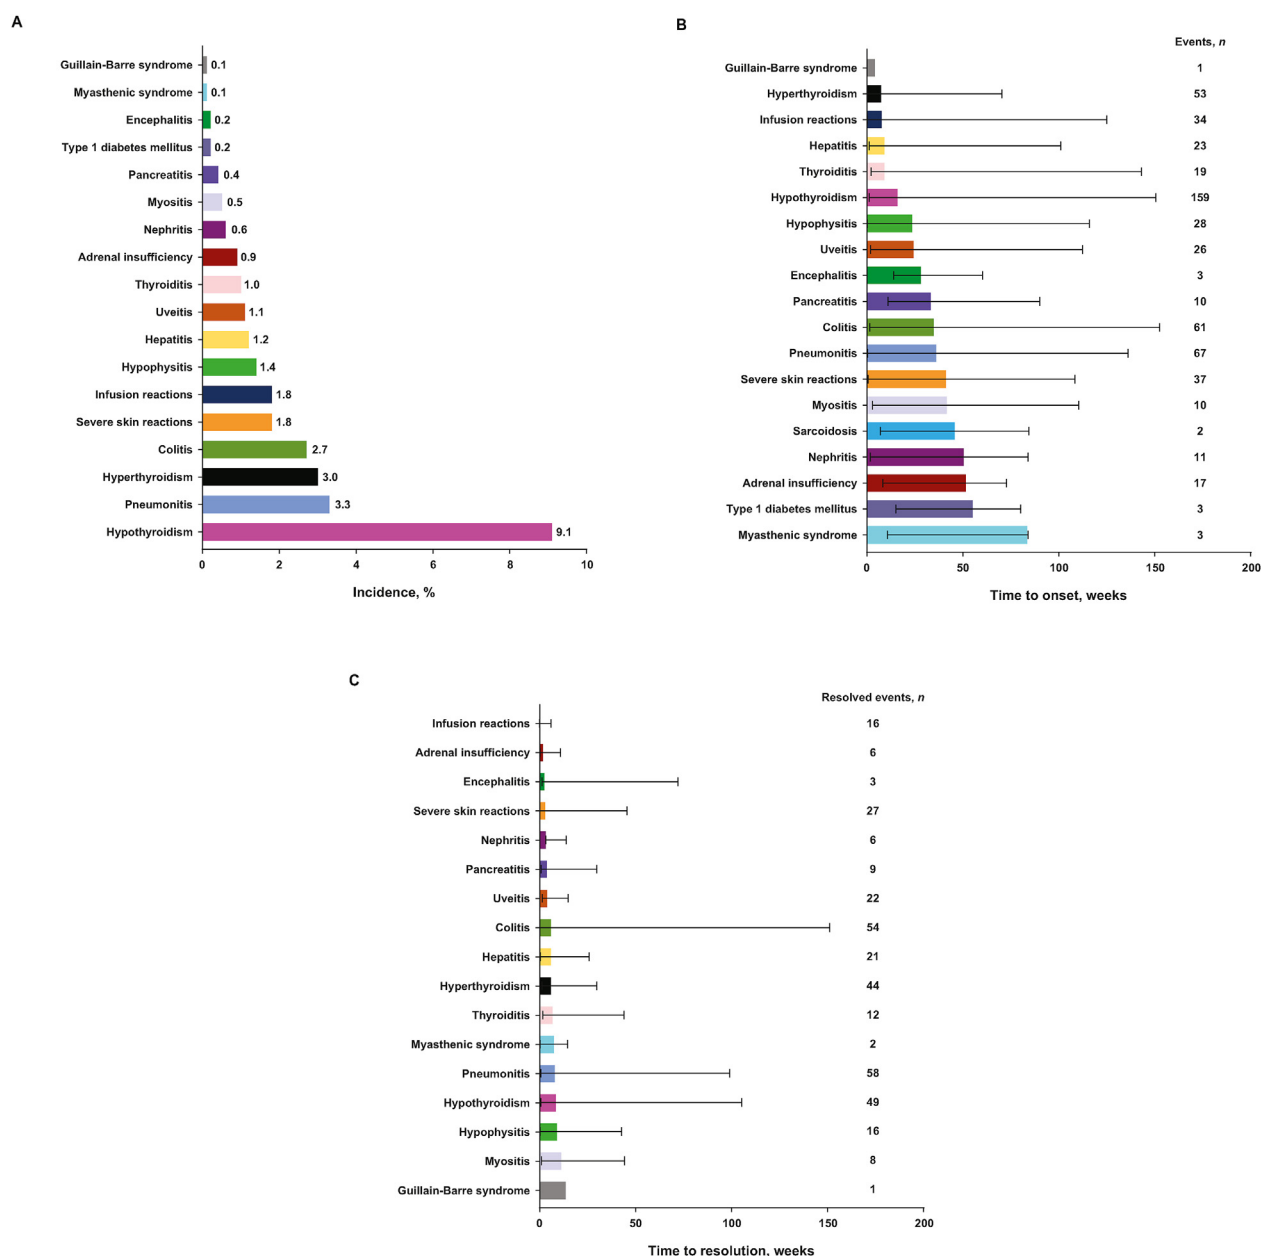 A
Guillain-Barre syndrome 0.1
Myasthenic syndrome 0.1
Encephalitis 0.2
Type 1 diabetes mellitus 0.2
Pancreatitis 0.4
Myositis 0.5
Nephritis 0.6
Adrenal insufficiency 0.9
Thyroiditis 1.0
Uveitis 1.1
Hepatitis 1.2
Hypophysitis 1.4
Infusion reactions 1.8
Severe skin reactions 1.8
Colitis 2.7
Hyperthyroidism 3.0
Pneumonitis 3.3
Hypothyroidism 9.1
0 2 4 6 8 10
Incidence, %
B
Events, n
Guillain-Barre syndrome 1
Hyperthyroidism 53
Infusion reactions 34
Hepatitis 23
Thyroiditis 19
Hypothyroidism 159
Hypophysitis 28
Uveitis 26
Encephalitis 3
Pancreatitis 10
Colitis 61
Pneumonitis 67
Severe skin reactions 37
Myositis 10
Sarcoidosis 2
Nephritis 11
Adrenal insufficiency 17
Type 1 diabetes mellitus 3
Myasthenic syndrome 3
0 50 100 150 200
Time to onset, weeks
C
Resolved events, n
Infusion reactions 16
Adrenal insufficiency 6
Encephalitis 3
Severe skin reactions 27
Nephritis 6
Pancreatitis 9
Uveitis 22
Colitis 54
Hepatitis 21
Hyperthyroidism 44
Thyroiditis 12
Myasthenic syndrome 2
Pneumonitis 58
Hypothyroidism 49
Hypophysitis 16
Myositis 8
Guillain-Barre syndrome 1
0 50 100 150 200
Time to resolution, weeks